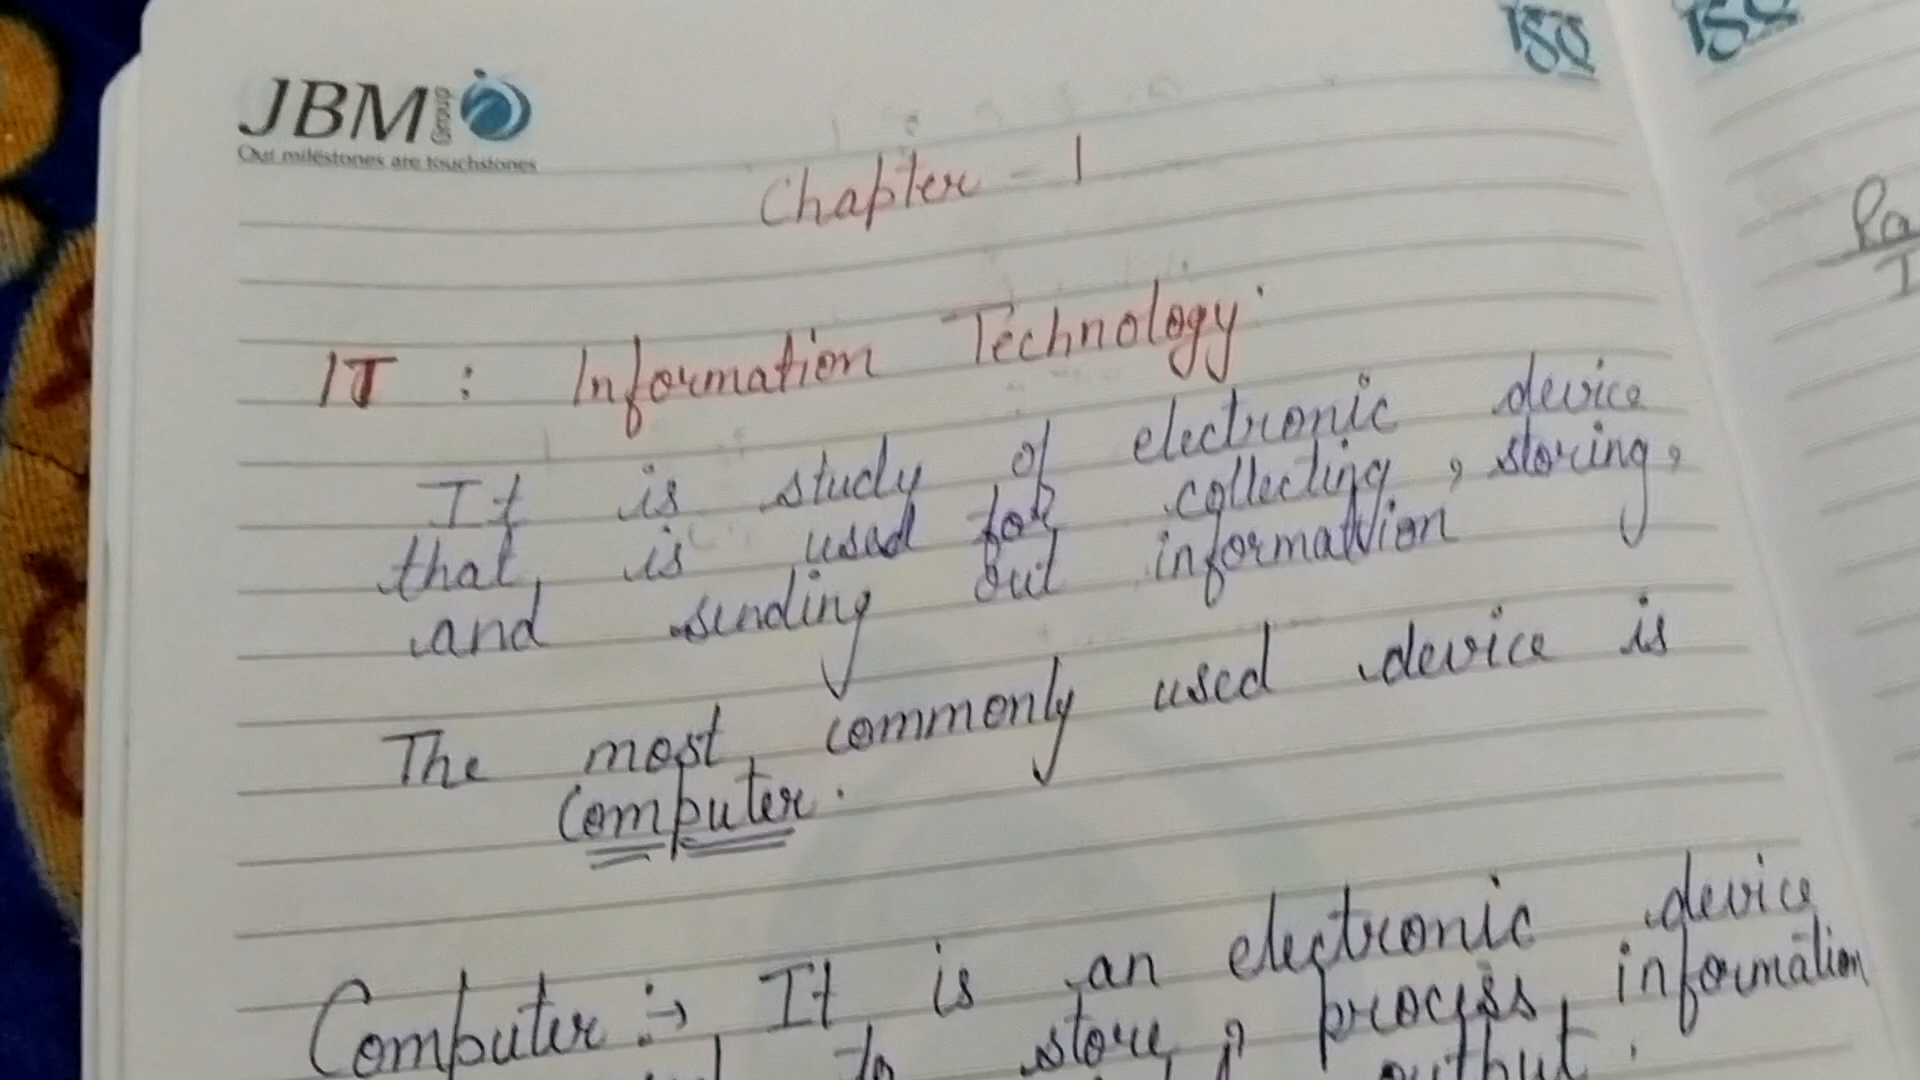 JBM Group
Our milestones are touchstones
Chapter - 1
IT : Information Technology
It is study of electronic device
that is used for collecting, storing,
and sending out information
The most commonly used device is
Computer.
Computer :→ It is an electronic device
to store, process information
output.